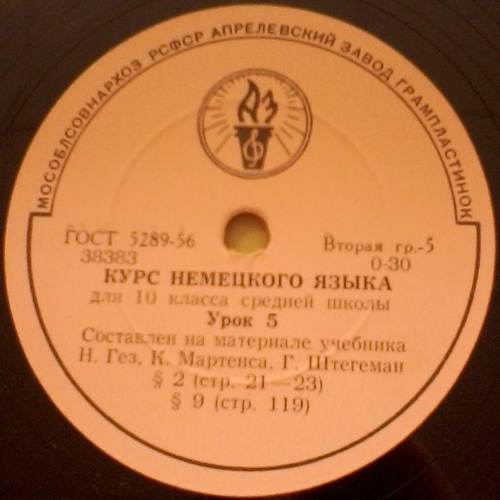 МОСОБЛСОВНАРХОЗ РСФСР АПРЕЛЕВСКИЙ ЗАВОД ГРАМПЛАСТИНОК
АЗ
ГОСТ 5289-56
38383
Вторая гр.-5
0-30
КУРС НЕМЕЦКОГО ЯЗЫКА
для 10 класса средней школы
Урок 5
Составлен на материале учебника
Н. Гез, К. Мартенса, Г. Штегеман
§ 2 (стр. 21—23)
§ 9 (стр. 119)